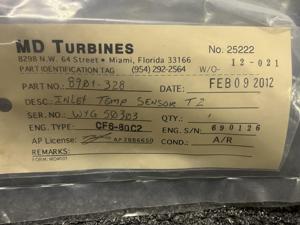 MD TURBINES No. 25222
8298 N.W. 64 Street • Miami, Florida 33166
PART IDENTIFICATION TAG (954) 292-2564 W/O- 12-021
PART NO.: 8901-328 DATE: FEB 09 2012
DESC: INLET TEMP SENSOR T2
SER. NO.: WYG 50303 QTY.:
ENG. TYPE: CF6-80C2 ENG. S/N: 690126
AP License: COND.: A/R
REMARKS: